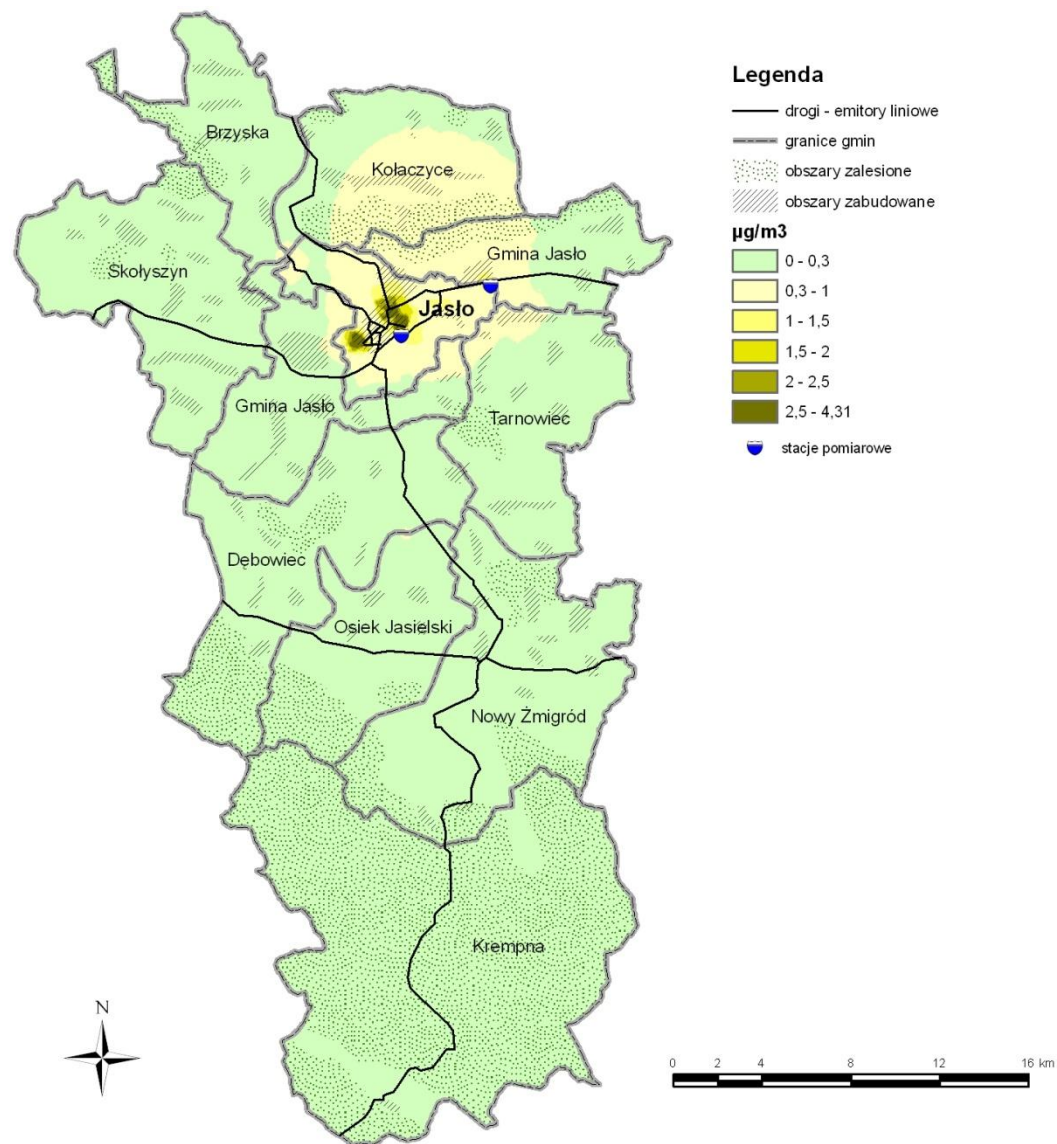 Legenda
drogi - emitory liniowe
granice gmin
obszary zalesione
obszary zabudowane
µg/m3
0 - 0,3
0,3 - 1
1 - 1,5
1,5 - 2
2 - 2,5
2,5 - 4,31
stacje pomiarowe
Brzyska
Kołaczyce
Skołyszyn
Gmina Jasło
Jasło
Gmina Jasło
Tarnowiec
Dębowiec
Osiek Jasielski
Nowy Żmigród
Krempna
N
0 2 4 8 12 16 km